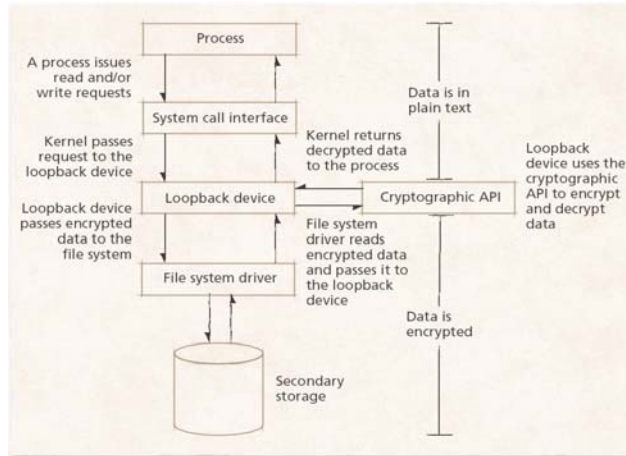 Process
A process issues
read and/or
write requests
Data is in
plain text
System call interface
Kernel passes
request to the
loopback device
Kernel returns
decrypted data
to the process
Loopback
device uses the
cryptographic
API to encrypt
and decrypt
data
Loopback device
Cryptographic API
Loopback device
passes encrypted
data to the
file system
File system
driver reads
encrypted data
and passes it to
the loopback
device
File system driver
Data is
encrypted
Secondary
storage